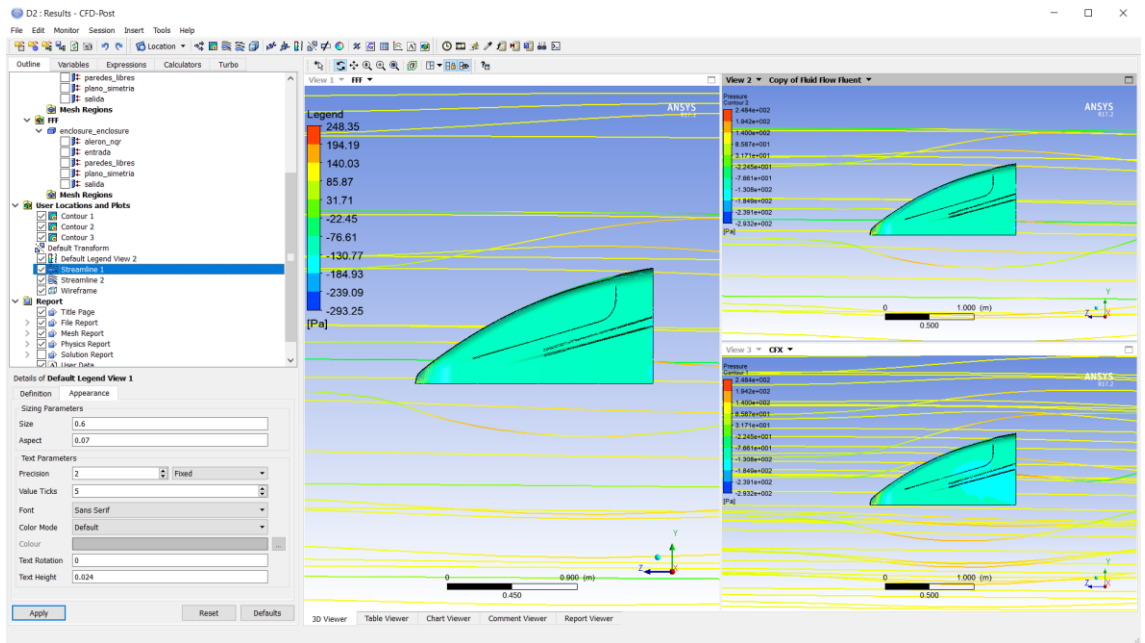 D2 : Results - CFD-Post
File Edit Monitor Session Insert Tools Help
Location
Outline Variables Expressions Calculators Turbo
paredes_libres
plano_simetria
salida
Mesh Regions
FFF
enclosure_enclosure
aleron_nqr
entrada
paredes_libres
plano_simetria
salida
Mesh Regions
User Locations and Plots
Contour 1
Contour 2
Contour 3
Default Transform
Default Legend View 2
Streamline 1
Streamline 2
Wireframe
Report
Title Page
File Report
Mesh Report
Physics Report
Solution Report
User Data
Details of Default Legend View 1
Definition Appearance
Sizing Parameters
Size 0.6
Aspect 0.07
Text Parameters
Precision 2 Fixed
Value Ticks 5
Font Sans Serif
Color Mode Default
Colour ...
Text Rotation 0
Text Height 0.024
Apply Reset Defaults
View 1 FFF
Legend
248.35
194.19
140.03
85.87
31.71
-22.45
-76.61
-130.77
-184.93
-239.09
-293.25
[Pa]
ANSYS
R17.2
Y
Z X
0 0.900 (m)
0.450
View 2 Copy of Fluid Flow Fluent
Pressure
Contour 2
2.484e+002
1.942e+002
1.400e+002
8.587e+001
3.171e+001
-2.245e+001
-7.661e+001
-1.308e+002
-1.849e+002
-2.391e+002
-2.932e+002
[Pa]
ANSYS
R17.2
Y
Z X
0 1.000 (m)
0.500
View 3 CFX
Pressure
Contour 1
2.484e+002
1.942e+002
1.400e+002
8.587e+001
3.171e+001
-2.245e+001
-7.661e+001
-1.308e+002
-1.849e+002
-2.391e+002
-2.932e+002
[Pa]
ANSYS
R17.2
Y
Z X
0 1.000 (m)
0.500
3D Viewer Table Viewer Chart Viewer Comment Viewer Report Viewer